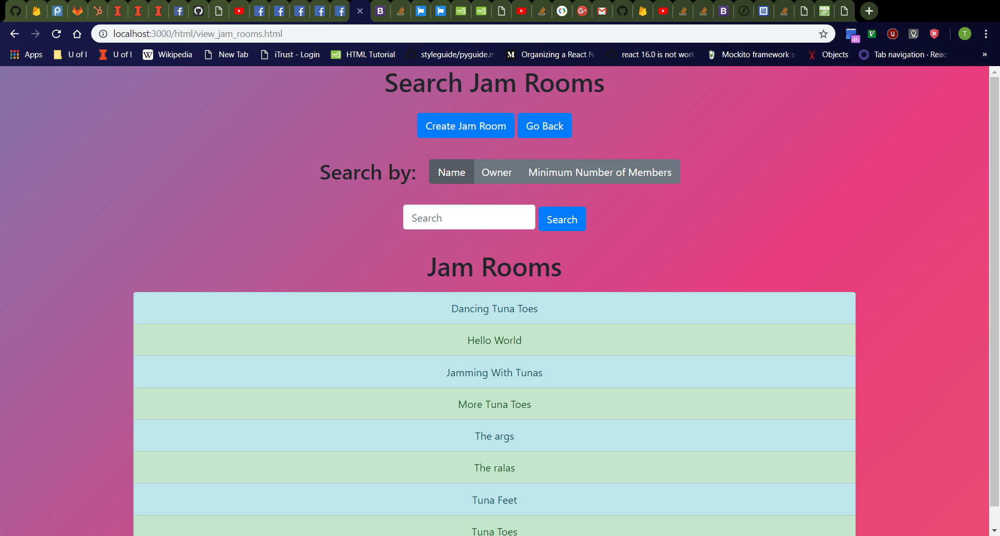 localhost:3000/html/view_jam_rooms.html
4h
T
Apps
U of I
U of I
Wikipedia
New Tab
iTrust - Login
HTML Tutorial
styleguide/pyguide.m
Organizing a React N
react 16.0 is not work
Mockito framework si
Objects
Tab navigation · Reac
»
Search Jam Rooms
Create Jam Room Go Back
Search by: Name Owner Minimum Number of Members
Search Search
Jam Rooms
Dancing Tuna Toes
Hello World
Jamming With Tunas
More Tuna Toes
The args
The ralas
Tuna Feet
Tuna Toes